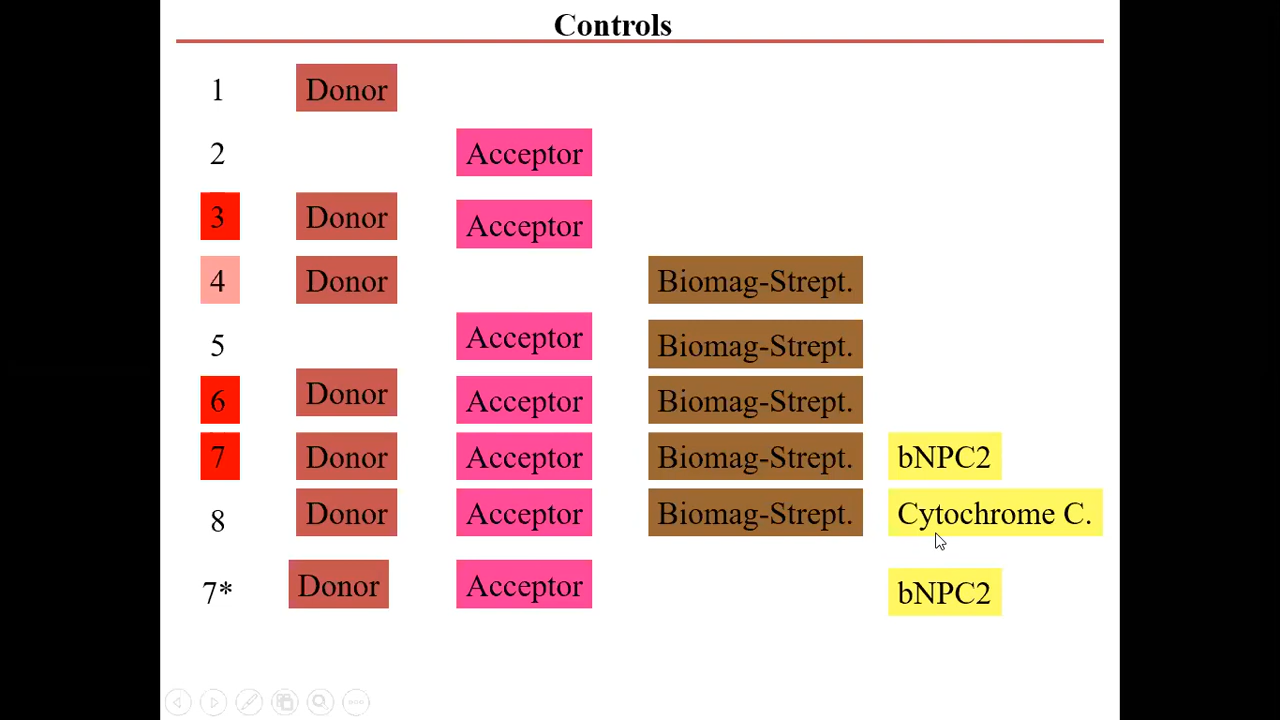 Controls
1 Donor
2 Acceptor
3 Donor Acceptor
4 Donor Biomag-Strept.
5 Acceptor Biomag-Strept.
6 Donor Acceptor Biomag-Strept.
7 Donor Acceptor Biomag-Strept. bNPC2
8 Donor Acceptor Biomag-Strept. Cytochrome C.
7* Donor Acceptor bNPC2